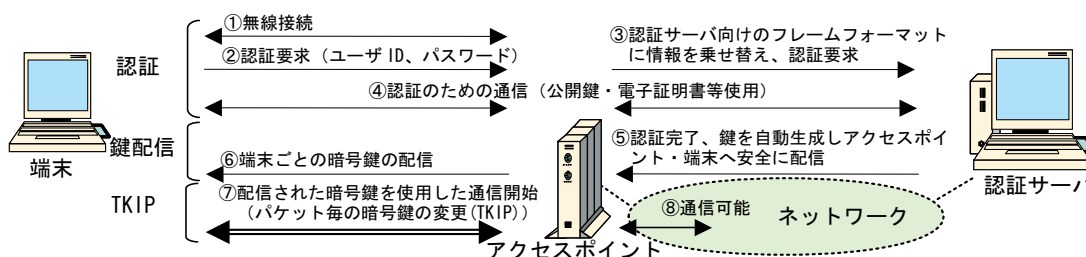 ①無線接続
②認証要求（ユーザ ID、パスワード）
③認証サーバ向けのフレームフォーマット
に情報を乗せ替え、認証要求
認証
④認証のための通信（公開鍵・電子証明書等使用）
端末
鍵配信
⑤認証完了、鍵を自動生成しアクセスポイ
ント・端末へ安全に配信
⑥端末ごとの暗号鍵の配信
認証サーバ
TKIP
⑦配信された暗号鍵を使用した通信開始
（パケット毎の暗号鍵の変更(TKIP)）
⑧通信可能
ネットワーク
アクセスポイント